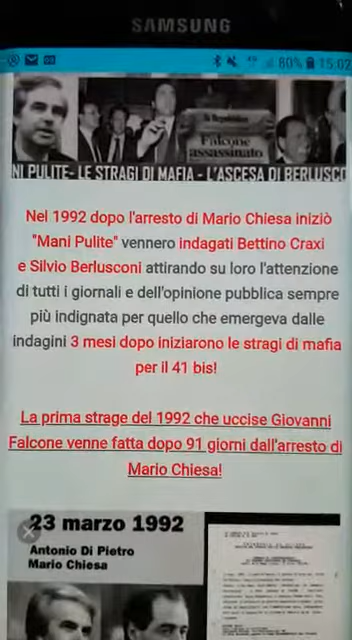 SAMSUNG
80% 15:02
la Repubblica
Falcone
assassinato
NI PULITE- LE STRAGI DI MAFIA - L'ASCESA DI BERLUSCO
Nel 1992 dopo l'arresto di Mario Chiesa iniziò
"Mani Pulite" vennero indagati Bettino Craxi
e Silvio Berlusconi attirando su loro l'attenzione
di tutti i giornali e dell'opinione pubblica sempre
più indignata per quello che emergeva dalle
indagini 3 mesi dopo iniziarono le stragi di mafia
per il 41 bis!
La prima strage del 1992 che uccise Giovanni
Falcone venne fatta dopo 91 giorni dall'arresto di
Mario Chiesa!
23 marzo 1992
Antonio Di Pietro
Mario Chiesa